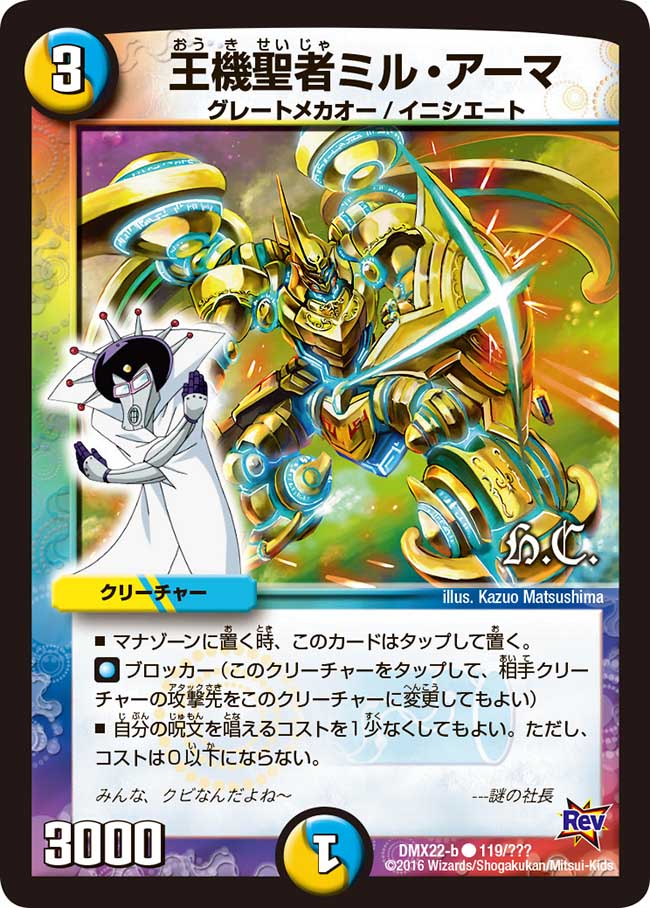 3
おうきせいじゃ
王機聖者ミル・アーマ
グレートメカオー / イニシエート
H.C.
クリーチャー
illus. Kazuo Matsushima
■ マナゾーンに置く時、このカードはタップして置く。
ブロッカー（このクリーチャーをタップして、相手クリー
チャーの攻撃先をこのクリーチャーに変更してもよい）
■ 自分の呪文を唱えるコストを1少なくしてもよい。ただし、
コストは0以下にならない。
みんな、クビなんだよね～ ---謎の社長
Rev
3000
1
DMX22-b ● 119/???
©2016 Wizards/Shogakukan/Mitsui-Kids